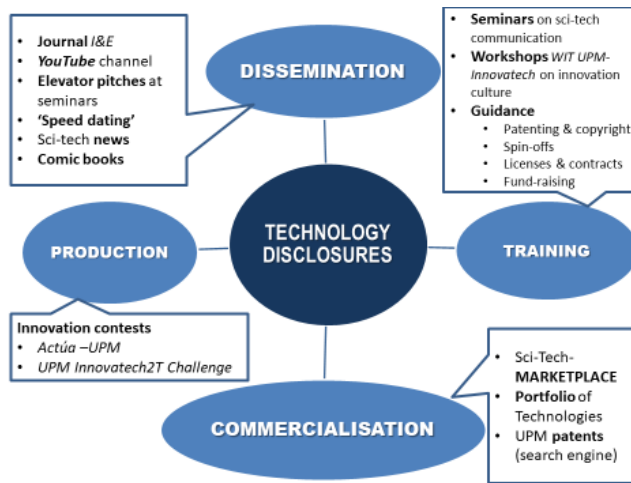 • Journal I&E
• YouTube channel
• Elevator pitches at
seminars
• ‘Speed dating’
• Sci-tech news
• Comic books
DISSEMINATION
• Seminars on sci-tech
communication
• Workshops WIT UPM-
Innovatech on innovation
culture
• Guidance
• Patenting & copyright
• Spin-offs
• Licenses & contracts
• Fund-raising
PRODUCTION
TECHNOLOGY
DISCLOSURES
TRAINING
Innovation contests
• Actúa –UPM
• UPM Innovatech2T Challenge
COMMERCIALISATION
• Sci-Tech-
MARKETPLACE
• Portfolio of
Technologies
• UPM patents
(search engine)